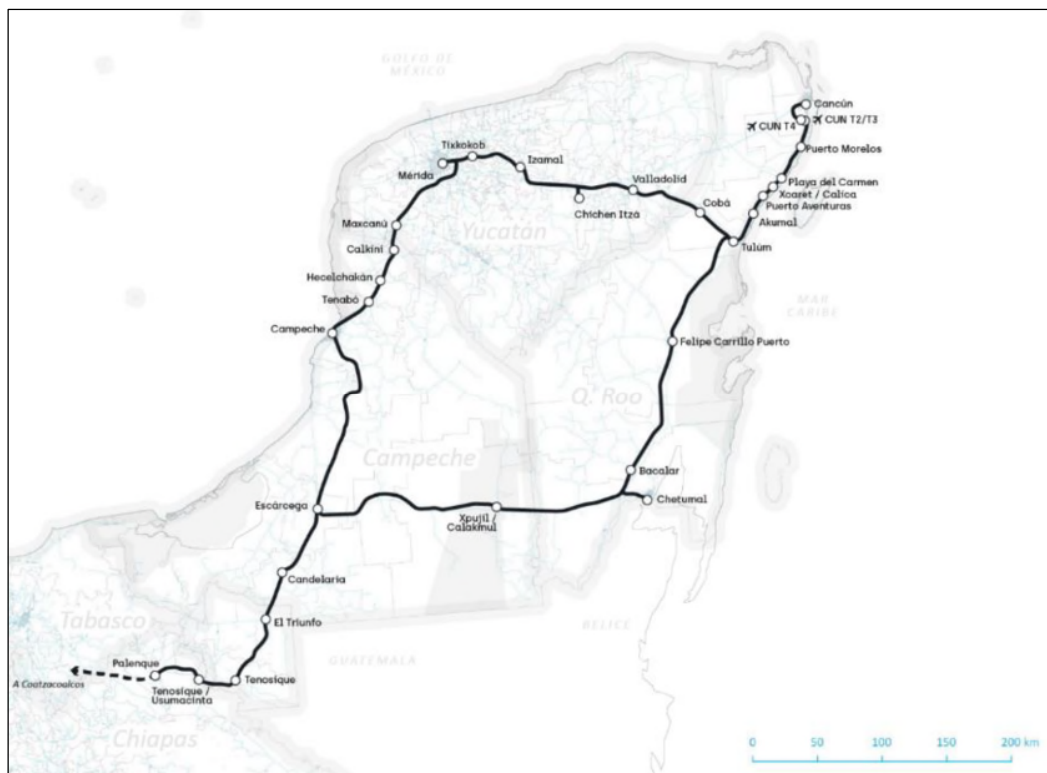 GOLFO DE
MÉXICO
Cancún
CUN T4
CUN T2/T3
Puerto Morelos
Tixkokob
Izamal
Mérida
Valladolid
Playa del Carmen
Xcaret / Calica
Puerto Aventuras
Chichen Itzá
Cobá
Akumal
Maxcanú
Yucatán
Tulúm
Calkiní
Hecelchakán
Tenabó
MAR
CARIBE
Campeche
Felipe Carrillo Puerto
Q. Roo
Campeche
Bacalar
Chetumal
Escárcega
Xpujil /
Calakmul
Candelaria
Tabasco
El Triunfo
BELICE
GUATEMALA
Palenque
A Coatzacoalcos
Tenosique /
Usumacinta
Tenosique
Chiapas
0 50 100 150 200 km